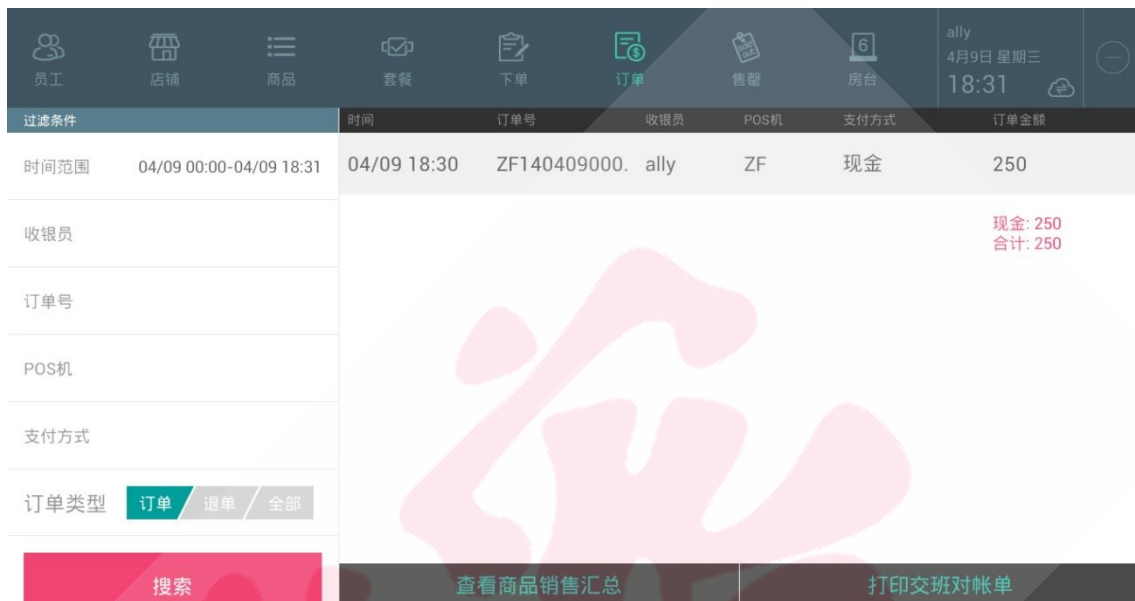 员工
店铺
商品
套餐
下单
订单
售罄
6
房台
ally
4月9日 星期三
18:31
过滤条件
时间 订单号 收银员 POS机 支付方式 订单金额
时间范围 04/09 00:00-04/09 18:31
04/09 18:30 ZF140409000. ally ZF 现金 250
现金: 250
合计: 250
收银员
订单号
POS机
支付方式
订单类型 订单 退单 全部
搜索
查看商品销售汇总
打印交班对帐单